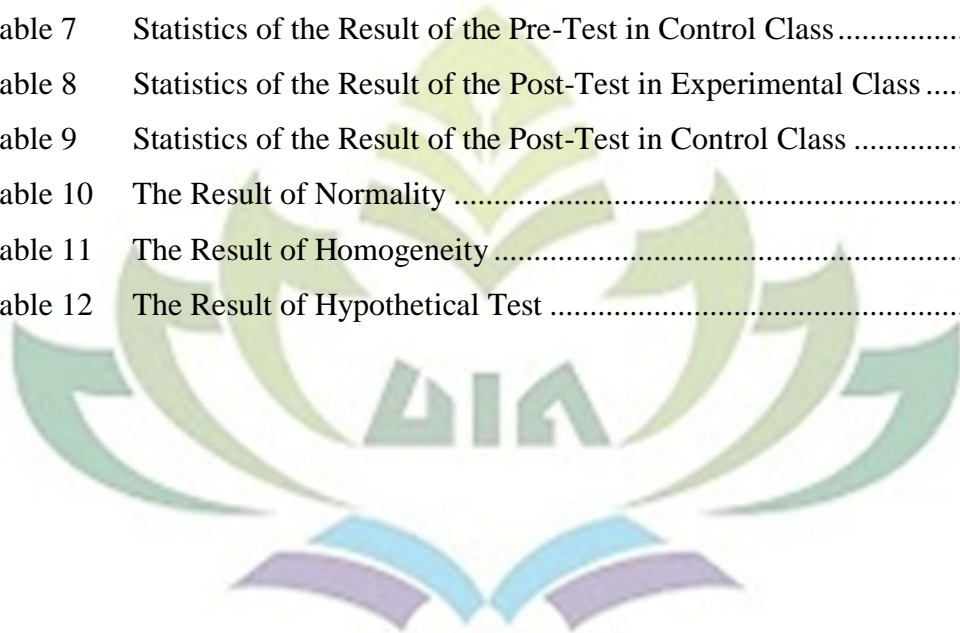 able 7 Statistics of the Result of the Pre-Test in Control Class ................
able 8 Statistics of the Result of the Post-Test in Experimental Class .....
able 9 Statistics of the Result of the Post-Test in Control Class ..............
able 10 The Result of Normality ...............................................................
able 11 The Result of Homogeneity ..........................................................
able 12 The Result of Hypothetical Test ...................................................
UIN